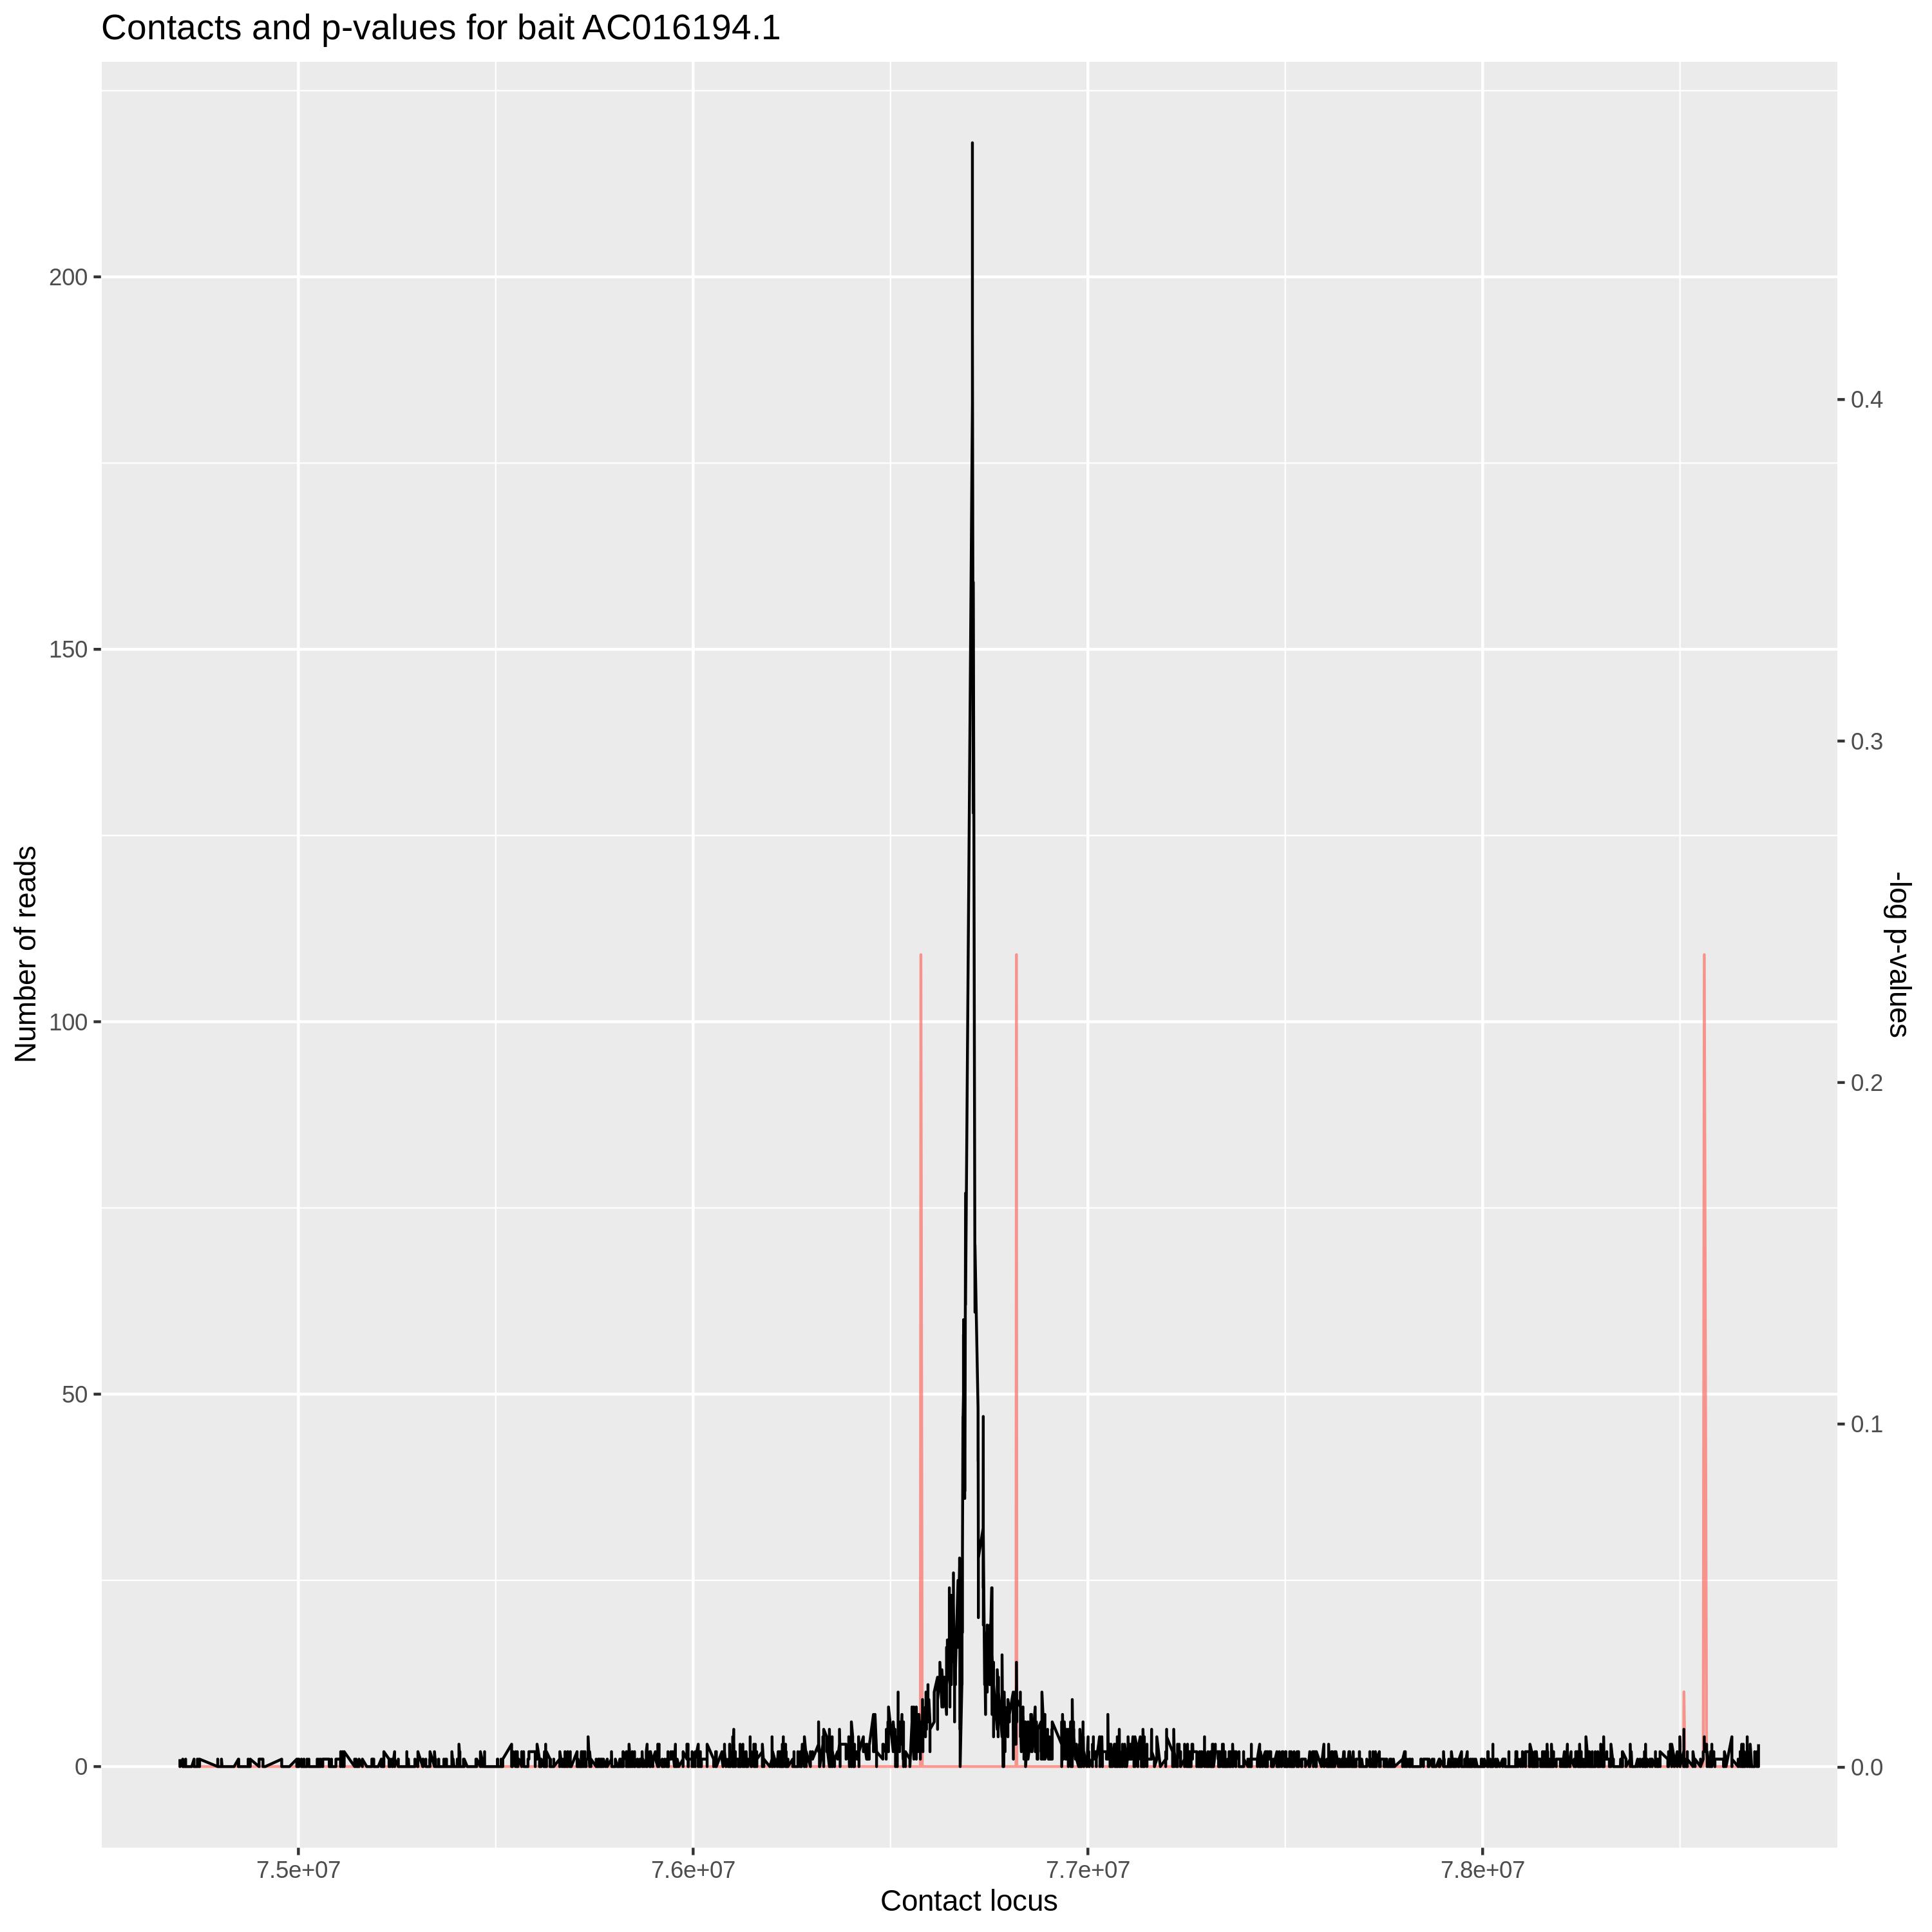 Contacts and p-values for bait AC016194.1
Number of reads
200
150
100
50
0
0.4
0.3
0.2
0.1
0.0
-log p-values
7.5e+07
7.6e+07
7.7e+07
7.8e+07
Contact locus